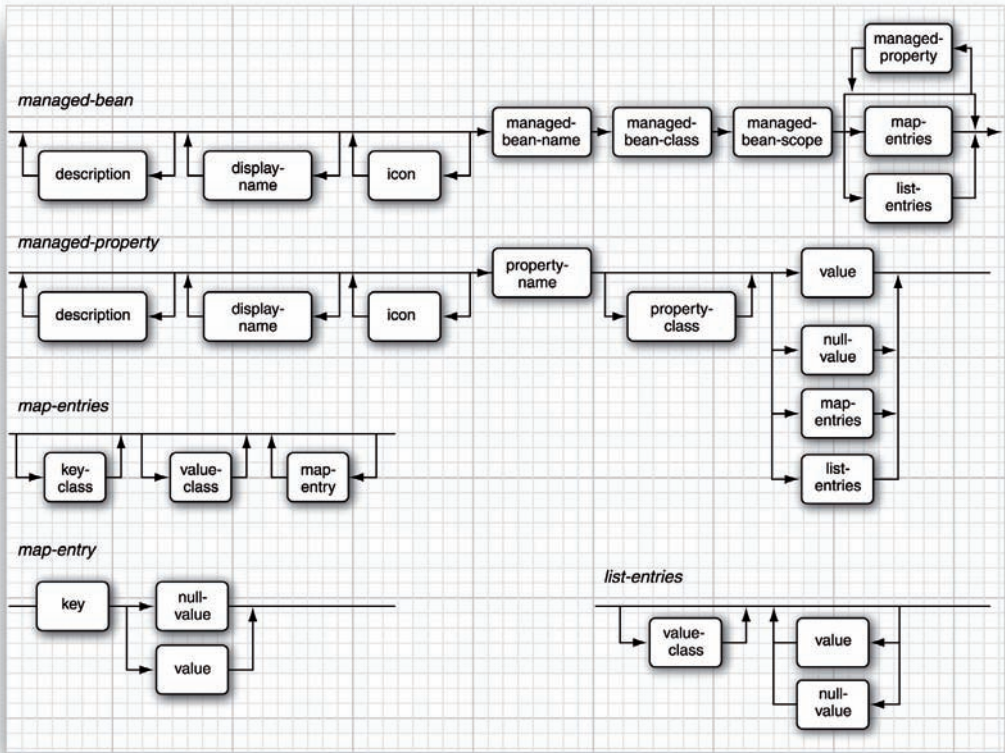 managed-
property
managed-bean
managed-
bean-name
managed-
bean-class
managed-
bean-scope
map-
entries
description
display-
name
icon
list-
entries
managed-property
property-
name
value
description
display-
name
icon
property-
class
null-
value
map-entries
map-
entries
key-
class
value-
class
map-
entry
list-
entries
map-entry
list-entries
key
null-
value
value
value-
class
value
null-
value